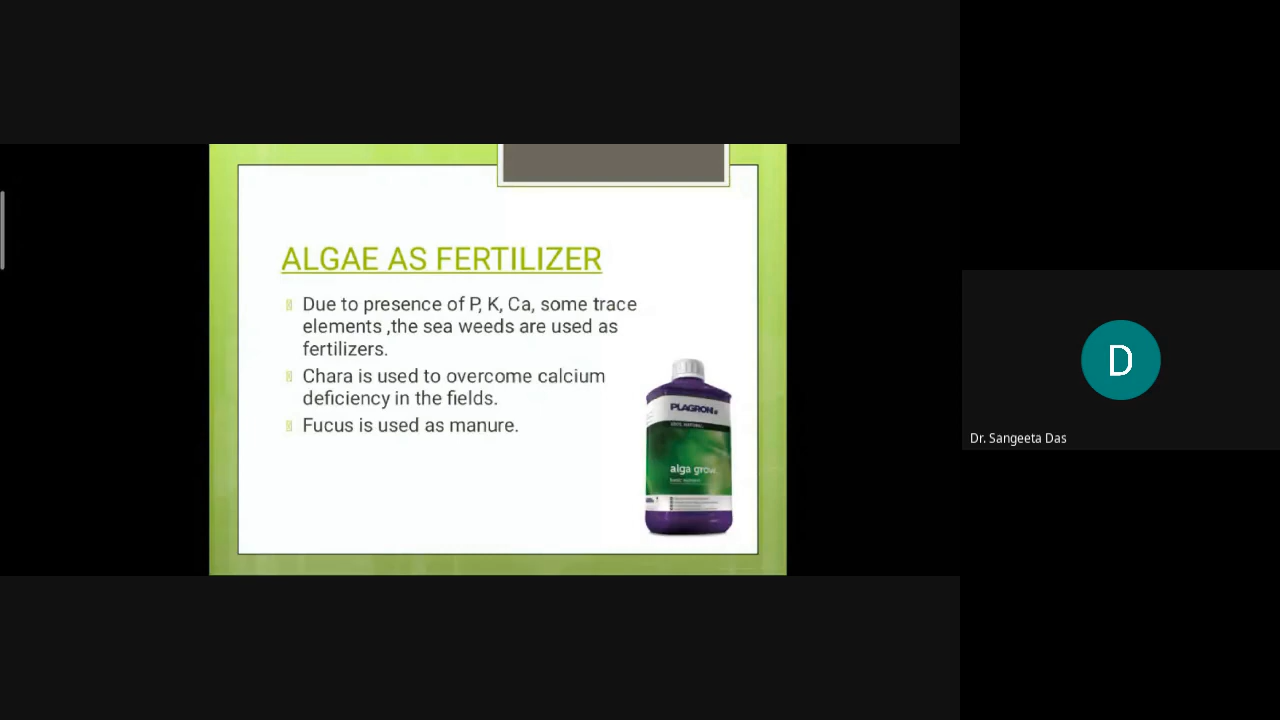 ALGAE AS FERTILIZER
Due to presence of P, K, Ca, some trace
elements ,the sea weeds are used as
fertilizers.
Chara is used to overcome calcium
deficiency in the fields.
Fucus is used as manure.
PLAGRON
alga grow
D
Dr. Sangeeta Das